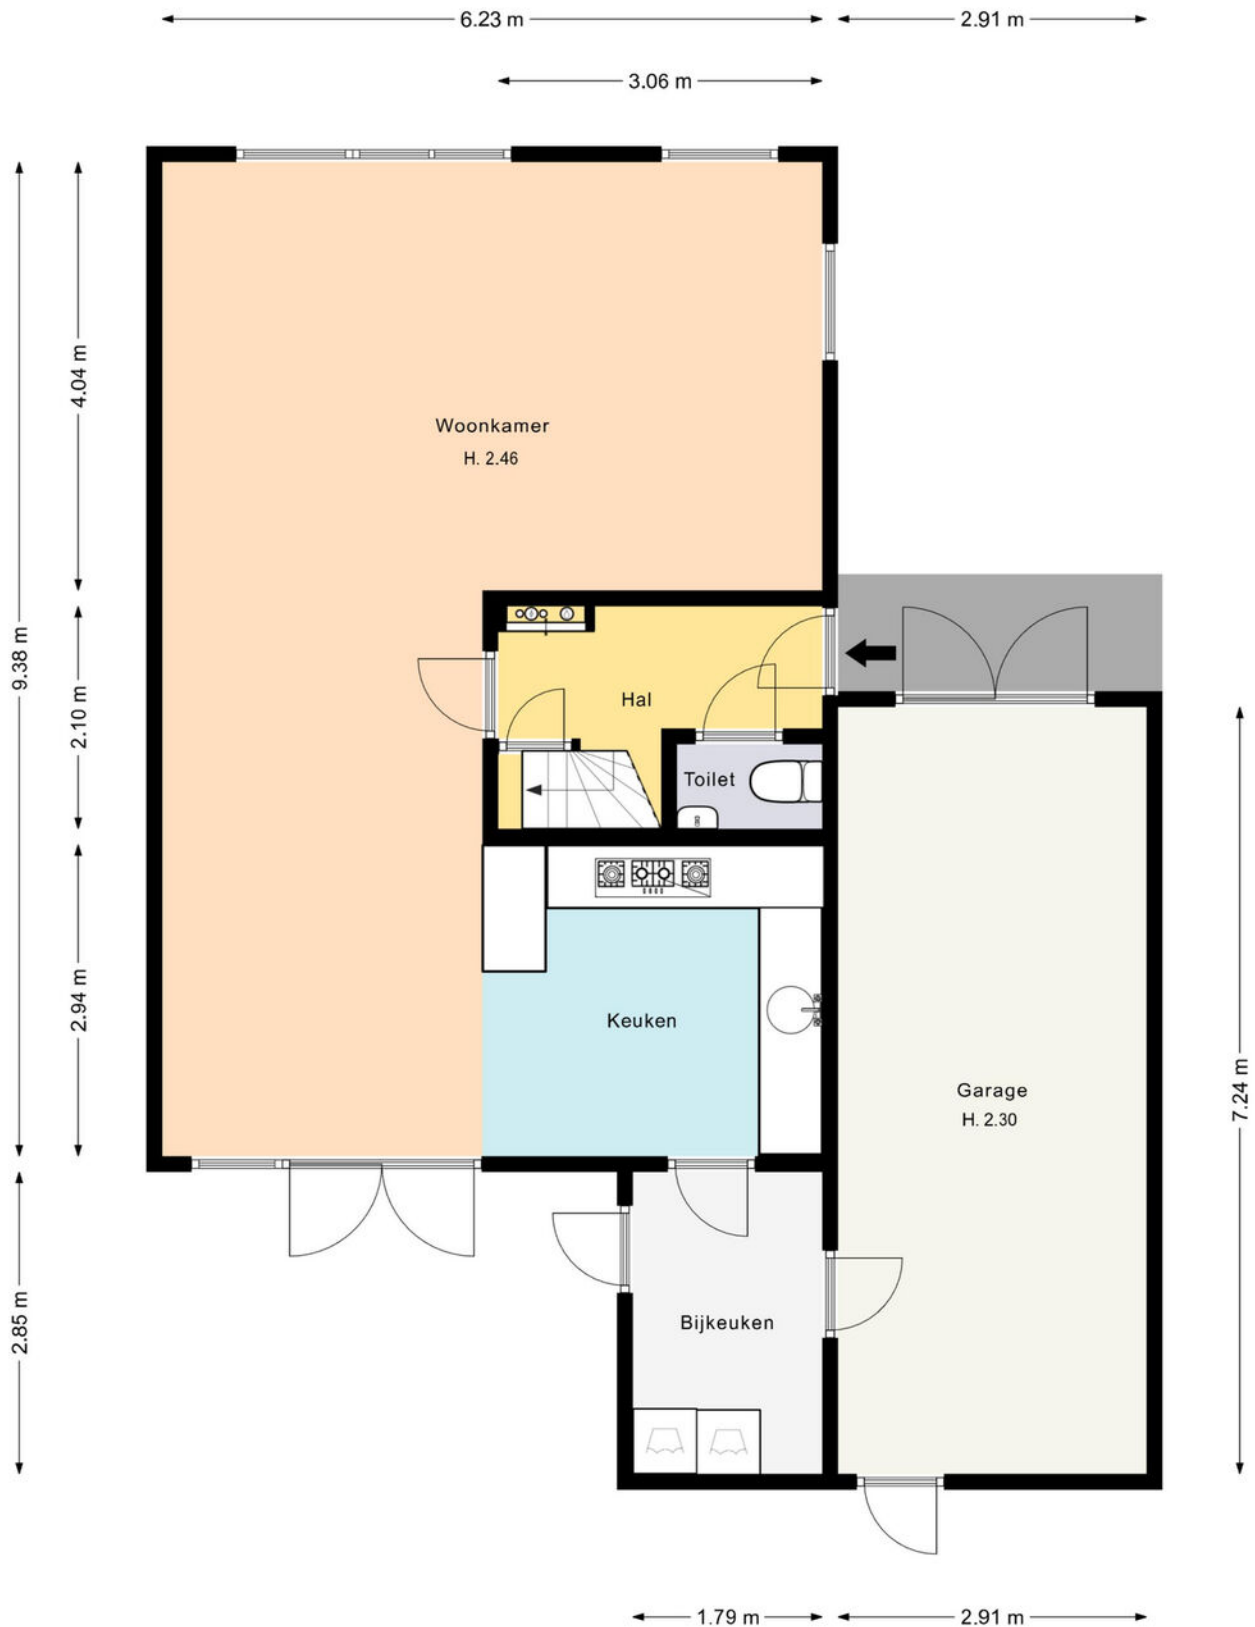 6.23 m
2.91 m
3.06 m
4.04 m
Woonkamer
H. 2.46
9.38 m
2.10 m
Hal
Toilet
2.94 m
Keuken
Garage
H. 2.30
7.24 m
2.85 m
Bijkeuken
1.79 m
2.91 m